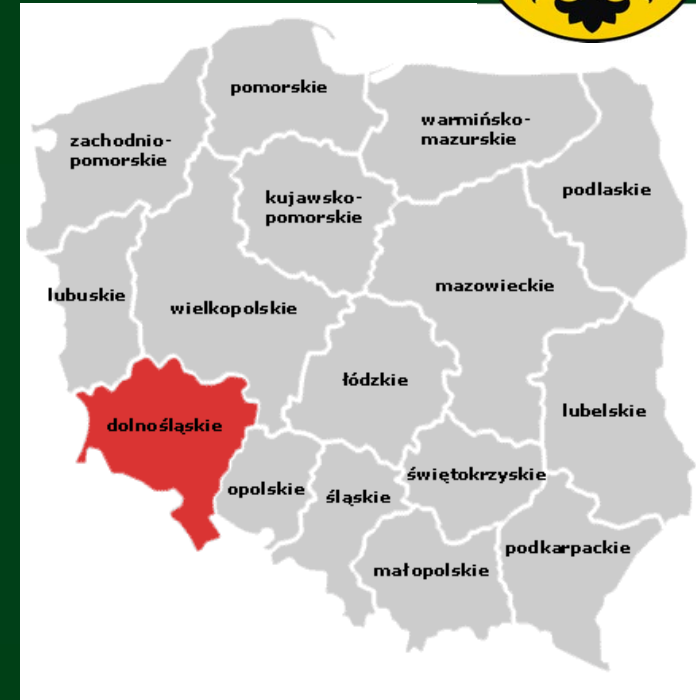 pomorskie
warmińsko-
mazurskie
zachodnio-
pomorskie
podlaskie
kujawsko-
pomorskie
mazowieckie
lubuskie
wielkopolskie
łódzkie
lubelskie
dolnośląskie
świętokrzyskie
opolskie
śląskie
podkarpackie
małopolskie